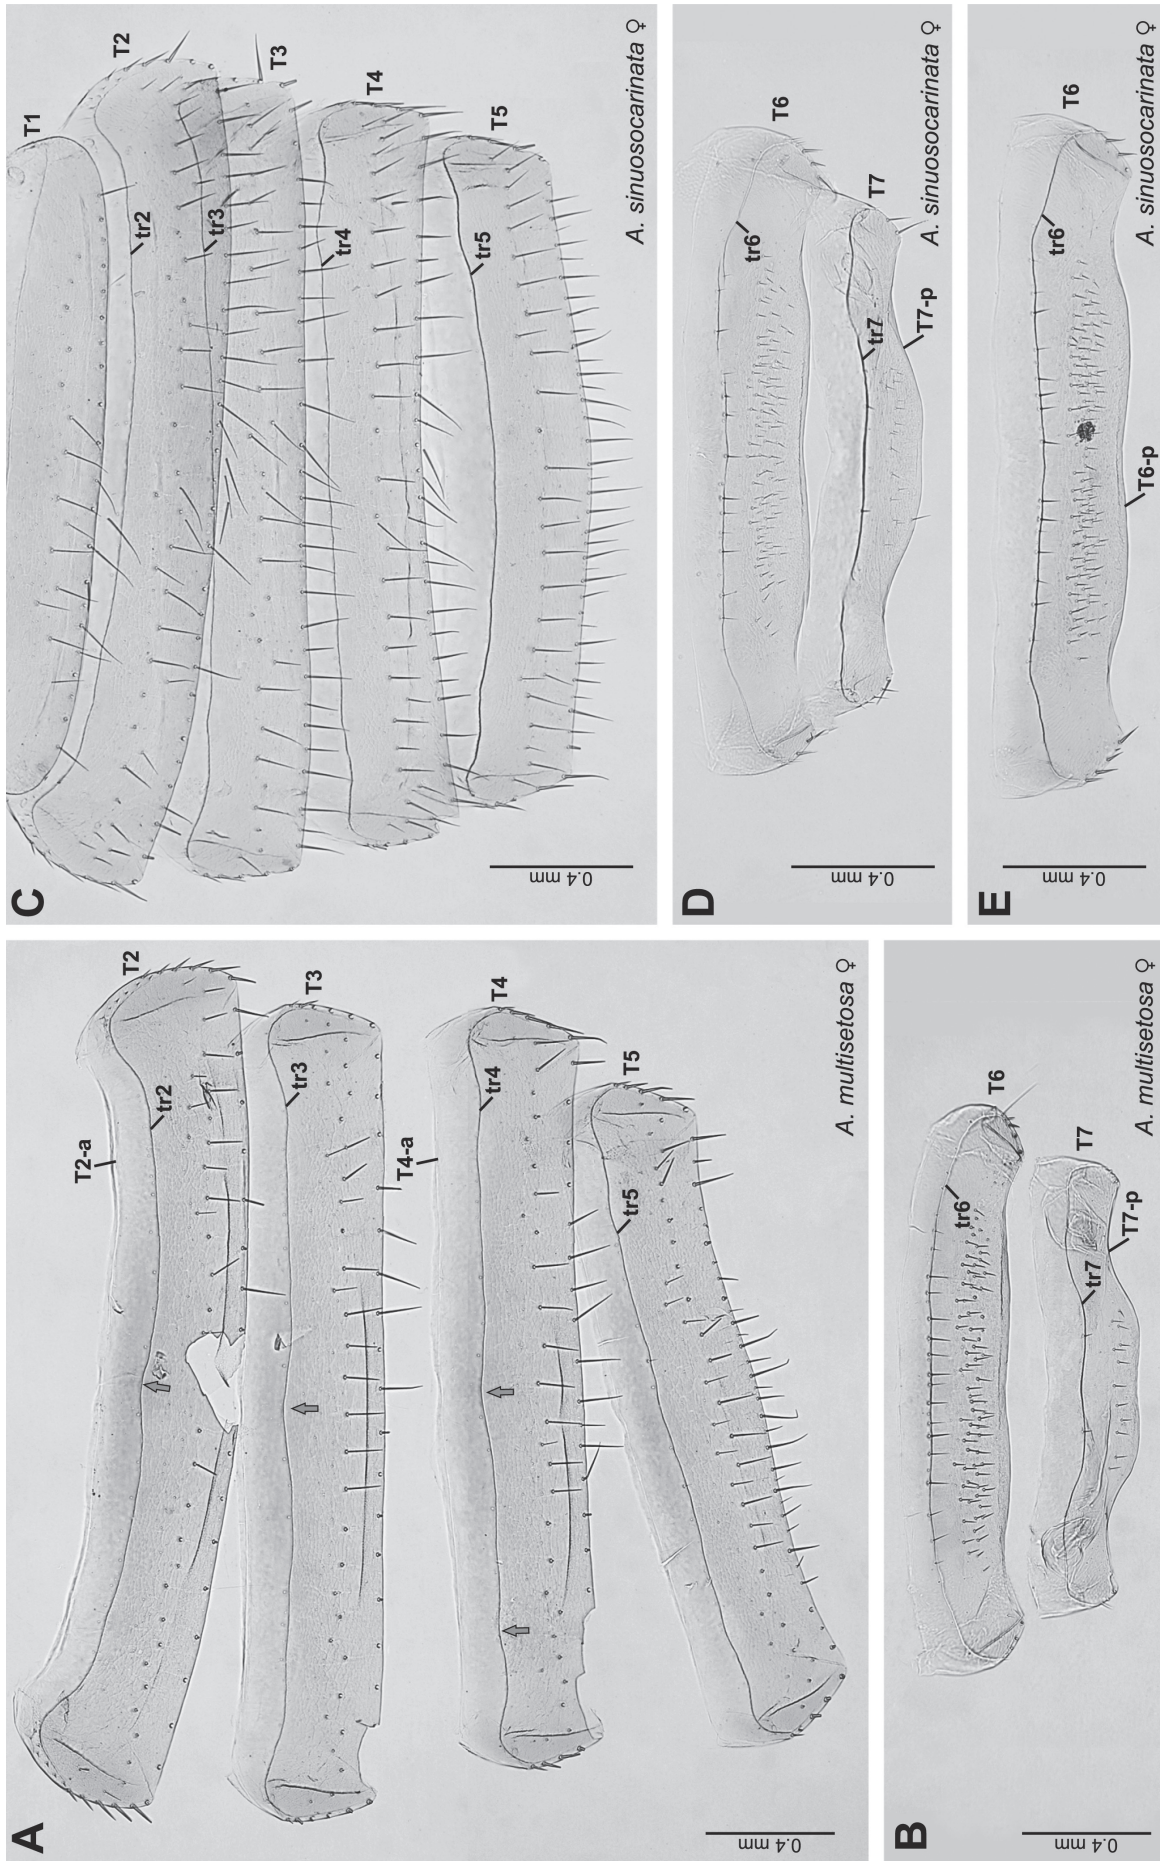 A
T2
T2-a
tr2
T3
tr3
T4-a
T4
tr4
T5
tr5
0.4 mm
A. multisetosa ♀
B
T6
tr6
T7
tr7
T7-p
0.4 mm
A. multisetosa ♀
C
T1
T2
tr2
T3
tr3
T4
tr4
T5
tr5
0.4 mm
A. sinuosocarinata ♀
D
T6
tr6
T7
tr7
T7-p
0.4 mm
A. sinuosocarinata ♀
E
T6
tr6
T6-p
0.4 mm
A. sinuosocarinata ♀